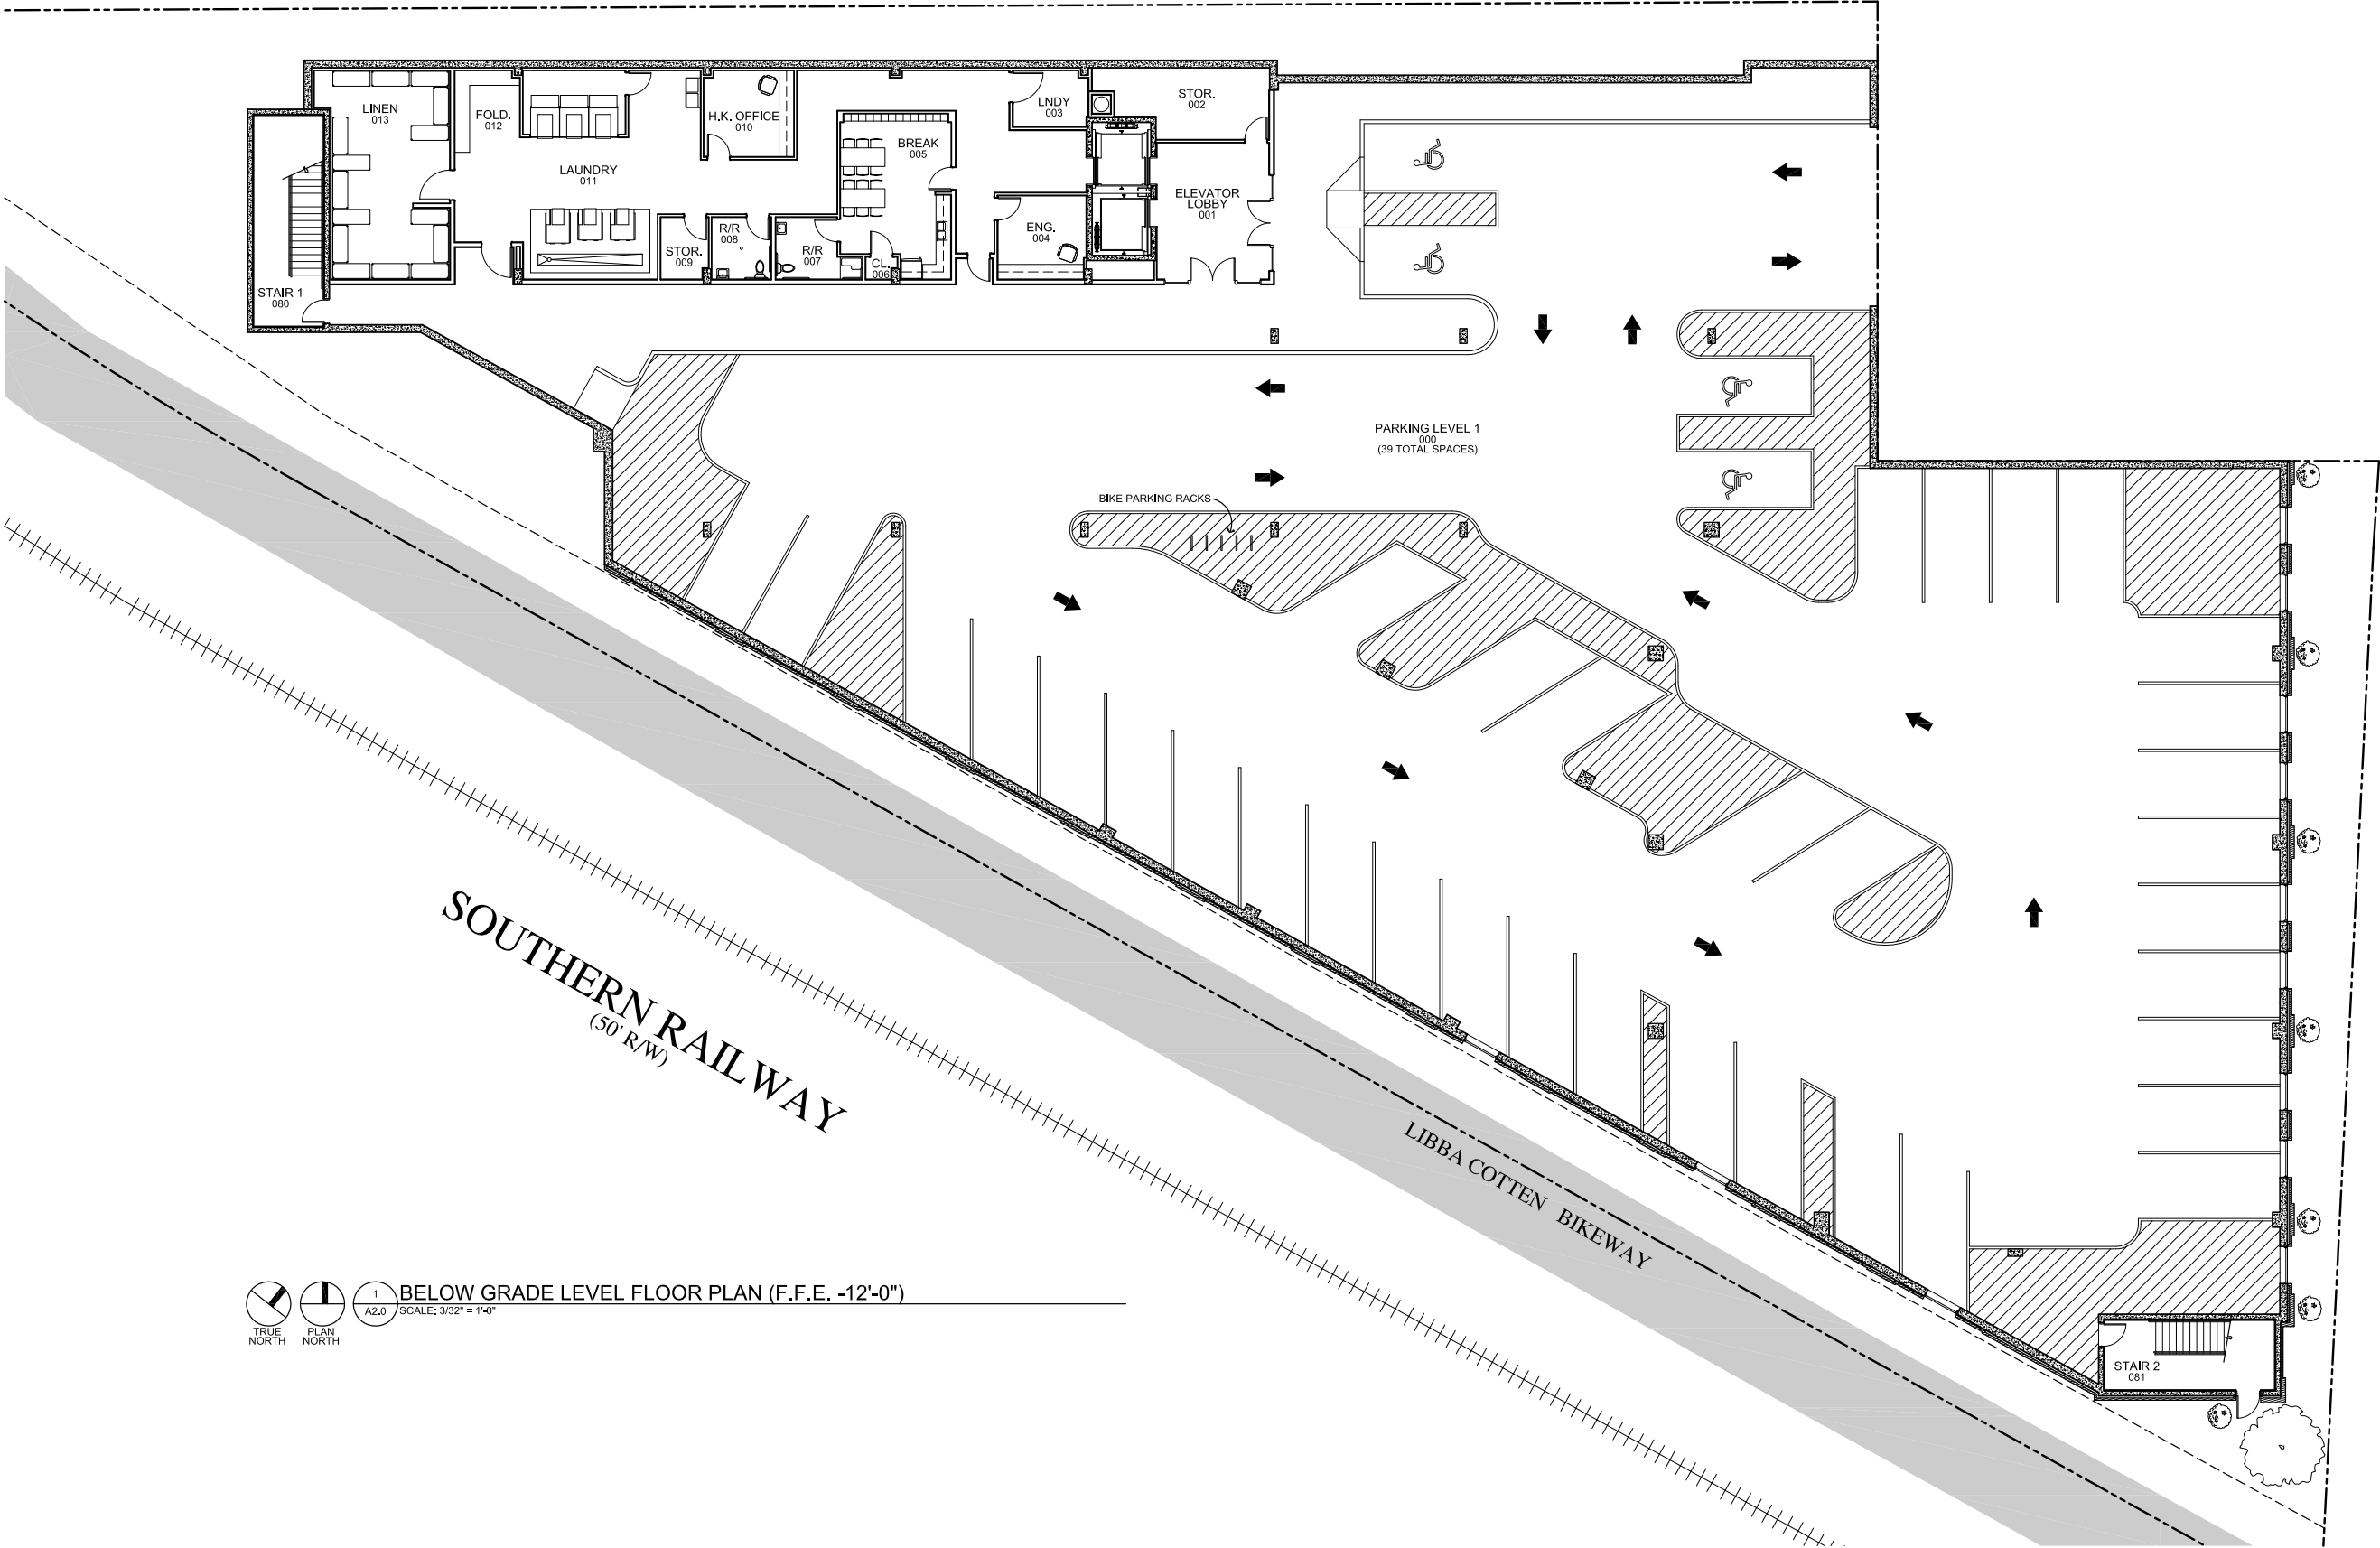 LINEN
013
FOLD.
012
H.K. OFFICE
010
LNDY
003
STOR.
002
BREAK
005
LAUNDRY
011
ELEVATOR
LOBBY
001
R/R
008
ENG.
004
STOR.
009
R/R
007
CL.
006
STAIR 1
080
PARKING LEVEL 1
000
(39 TOTAL SPACES)
BIKE PARKING RACKS
SOUTHERN RAILWAY
(50' R/W)
LIBBA COTTEN BIKEWAY
STAIR 2
081
TRUE
NORTH
PLAN
NORTH
1
A2.0
BELOW GRADE LEVEL FLOOR PLAN (F.F.E. -12'-0")
SCALE: 3/32" = 1'-0"